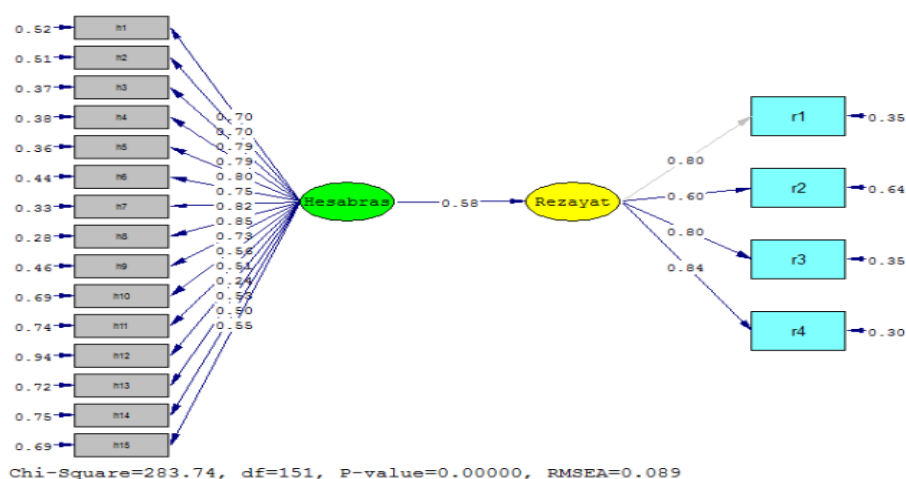 0.52 h1
0.51 h2
0.37 h3
0.38 h4
0.36 h5
0.44 h6
0.33 h7
0.28 h8
0.46 h9
0.69 h10
0.74 h11
0.94 h12
0.72 h13
0.75 h14
0.69 h15
0.70
0.70
0.79
0.79
0.80
0.75
0.82
0.85
0.73
0.56
0.51
0.24
0.53
0.50
0.55
Hesabras 0.58 Rezayat
0.80
0.60
0.80
0.84
r1 0.35
r2 0.64
r3 0.35
r4 0.30
Chi-Square=283.74, df=151, P-value=0.00000, RMSEA=0.089